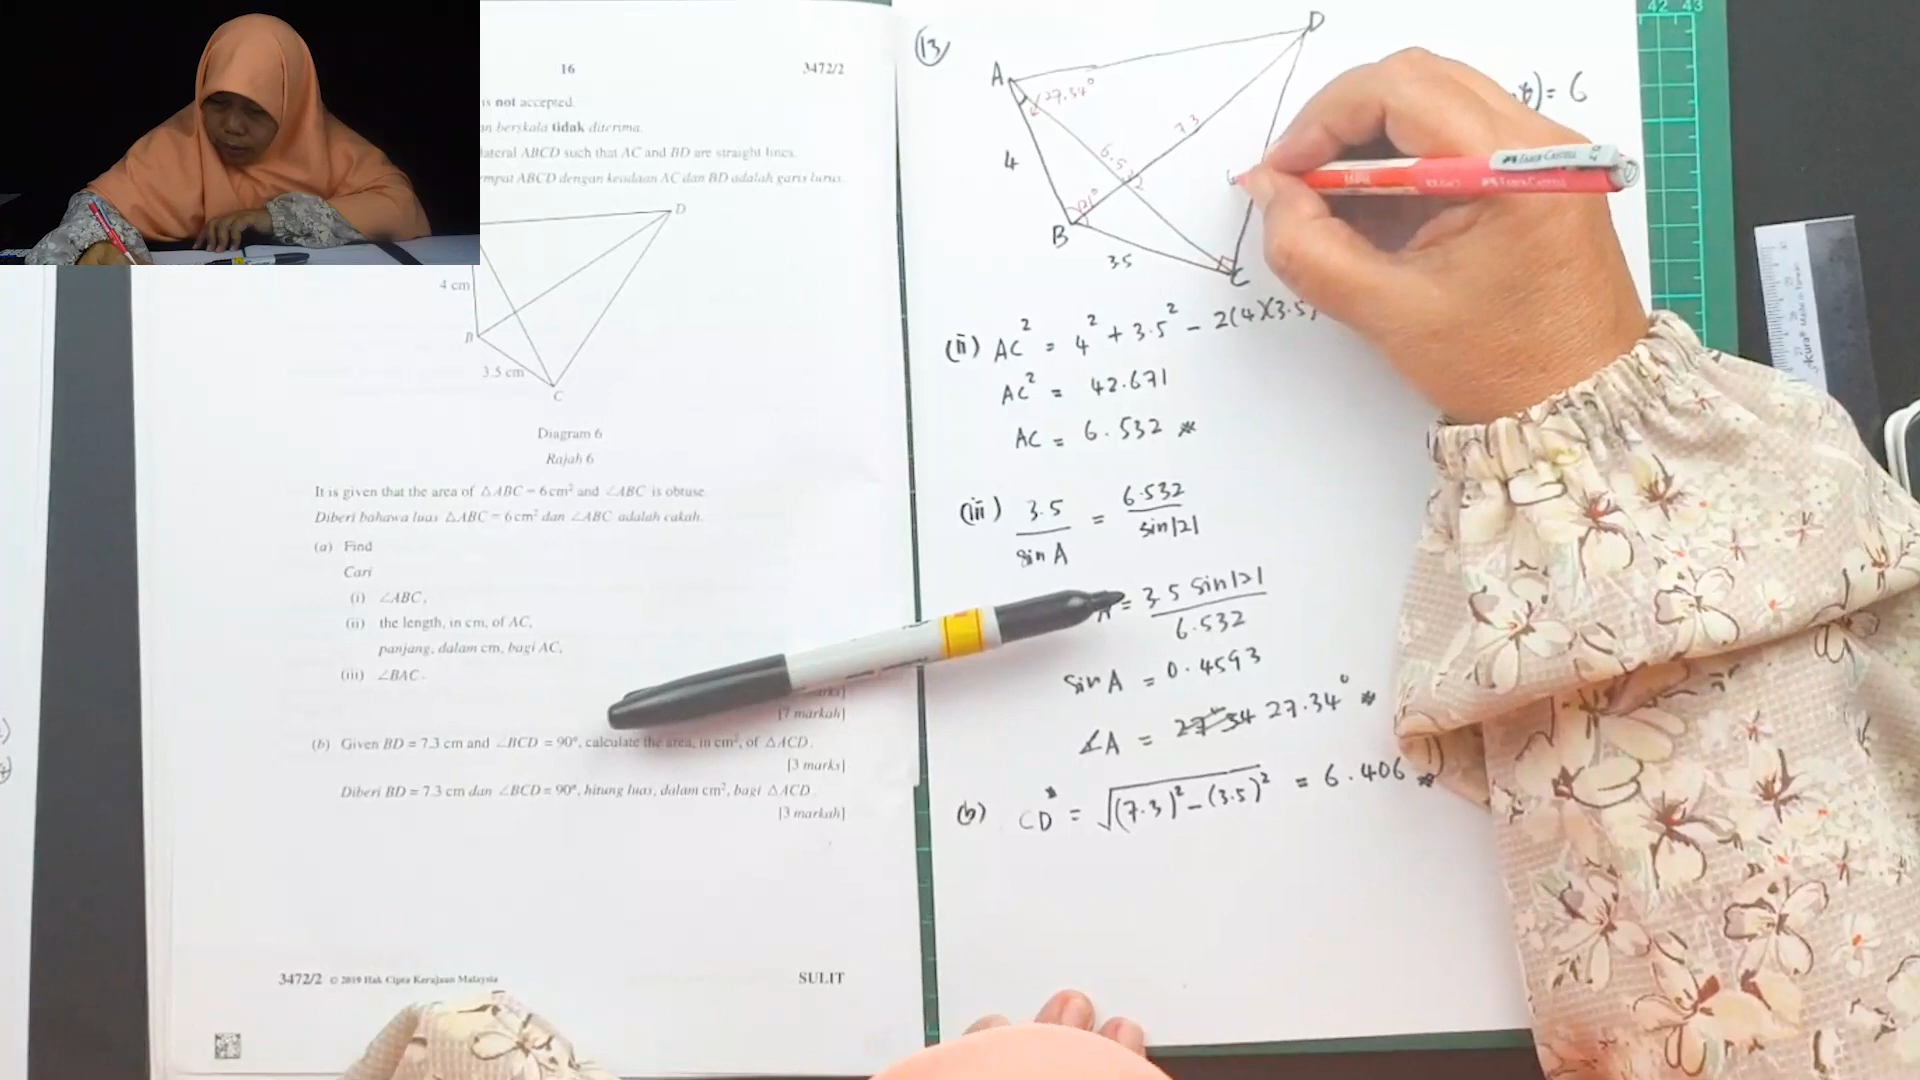 16
3472/2
is not accepted.
berskala tidak diterima.
lateral ABCD such that AC and BD are straight lines.
empat ABCD dengan keadaan AC dan BD adalah garis lurus.
D
4 cm
B
3.5 cm
C
Diagram 6
Rajah 6
It is given that the area of △ABC = 6 cm² and ∠ABC is obtuse.
Diberi bahawa luas △ABC = 6 cm² dan ∠ABC adalah cakah.
(a) Find
Cari
(i) ∠ABC,
(ii) the length, in cm, of AC,
panjang, dalam cm, bagi AC,
(iii) ∠BAC.
[7 markah]
(b) Given BD = 7.3 cm and ∠BCD = 90°, calculate the area, in cm², of △ACD.
[3 marks]
Diberi BD = 7.3 cm dan ∠BCD = 90°, hitung luas, dalam cm², bagi △ACD.
[3 markah]
3472/2 © 2019 Hak Cipta Kerajaan Malaysia
SULIT
(13)
A
D
27.34°
4
7.3
6.532
121°
B
3.5
C
= 6
(ii) AC² = 4² + 3.5² - 2(4)(3.5)
AC² = 42.671
AC = 6.532 *
(iii) 3.5 / sin A = 6.532 / sin 121
A = 3.5 sin 121 / 6.532
sin A = 0.4593
∠A = 27.34 27.34° *
(b) CD = √(7.3)² - (3.5)² = 6.406 *
FABER CASTELL
42 43